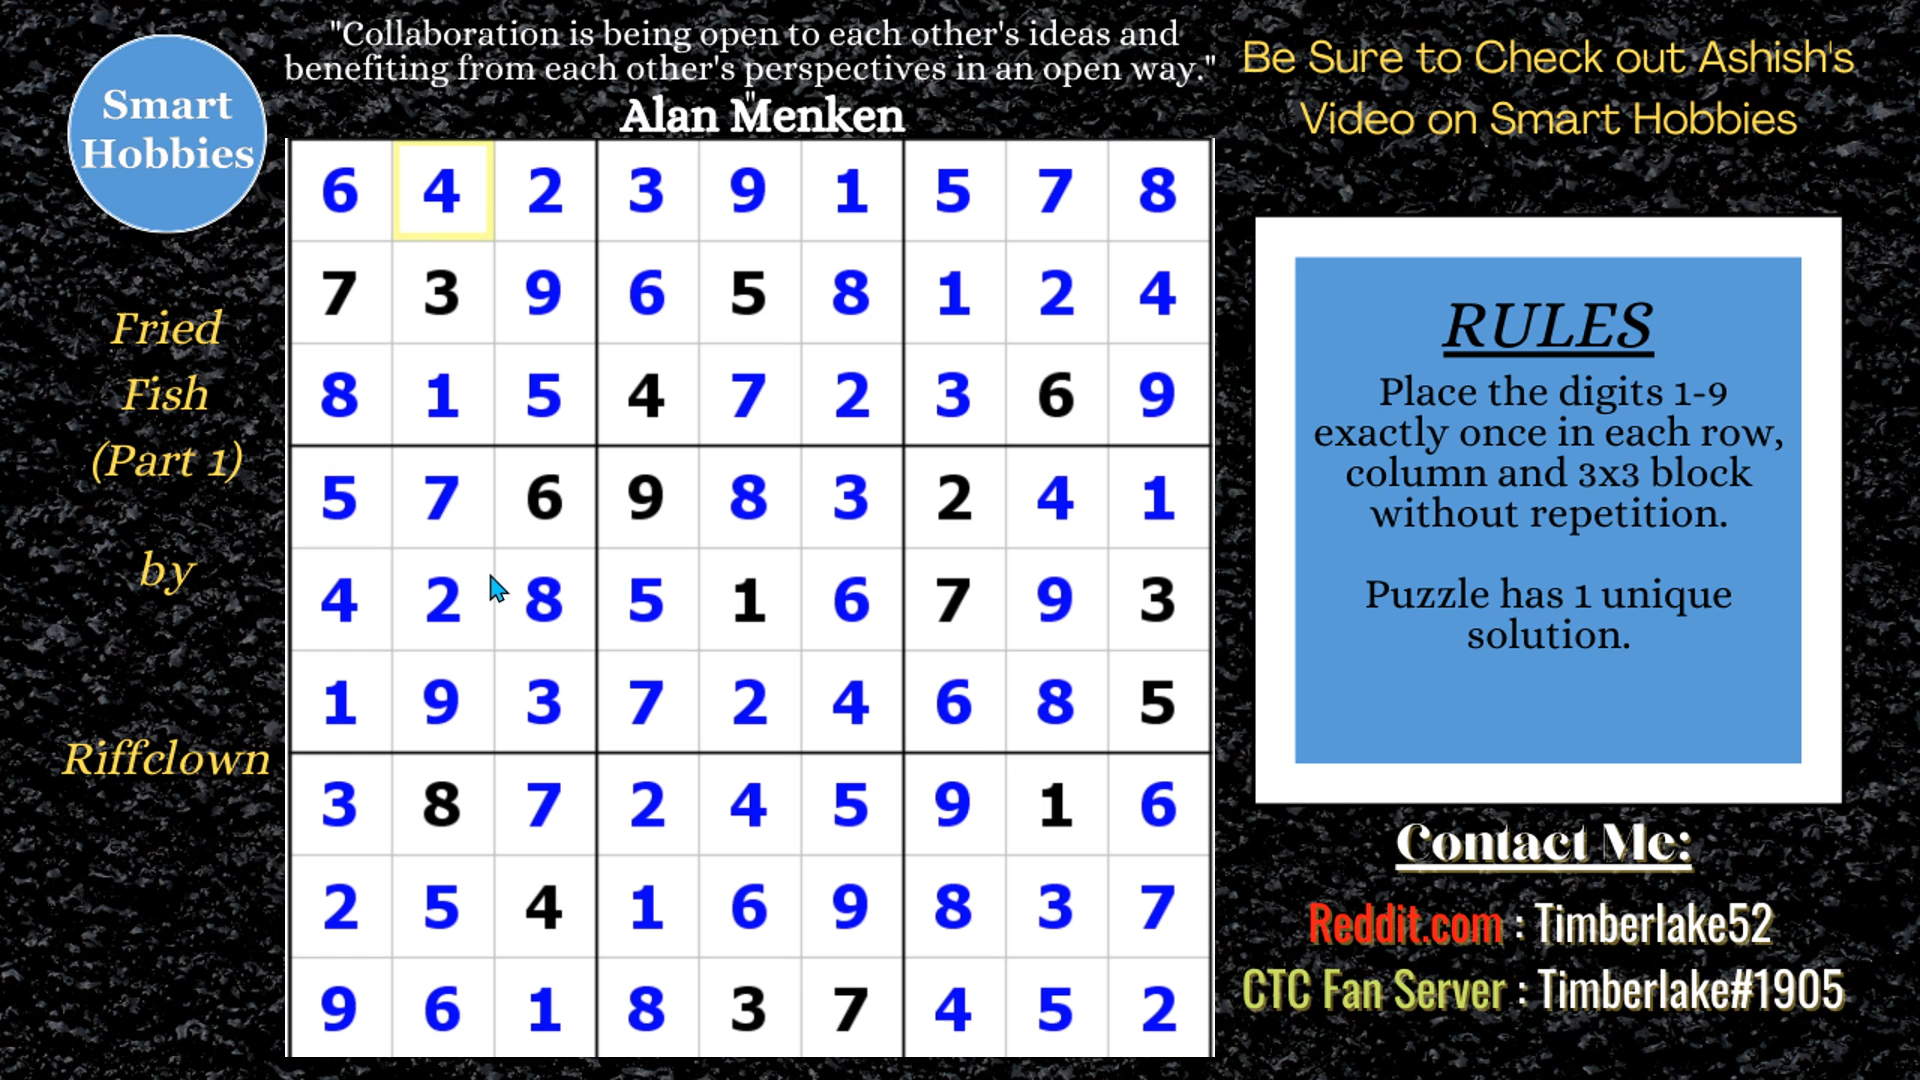 Smart
Hobbies
"Collaboration is being open to each other's ideas and
benefiting from each other's perspectives in an open way."
"
Alan Menken
Be Sure to Check out Ashish's
Video on Smart Hobbies
Fried
Fish
(Part 1)
by
Riffclown
6 4 2 3 9 1 5 7 8
7 3 9 6 5 8 1 2 4
8 1 5 4 7 2 3 6 9
5 7 6 9 8 3 2 4 1
4 2 8 5 1 6 7 9 3
1 9 3 7 2 4 6 8 5
3 8 7 2 4 5 9 1 6
2 5 4 1 6 9 8 3 7
9 6 1 8 3 7 4 5 2
RULES
Place the digits 1-9
exactly once in each row,
column and 3x3 block
without repetition.
Puzzle has 1 unique
solution.
Contact Me:
Reddit.com : Timberlake52
CTC Fan Server : Timberlake#1905